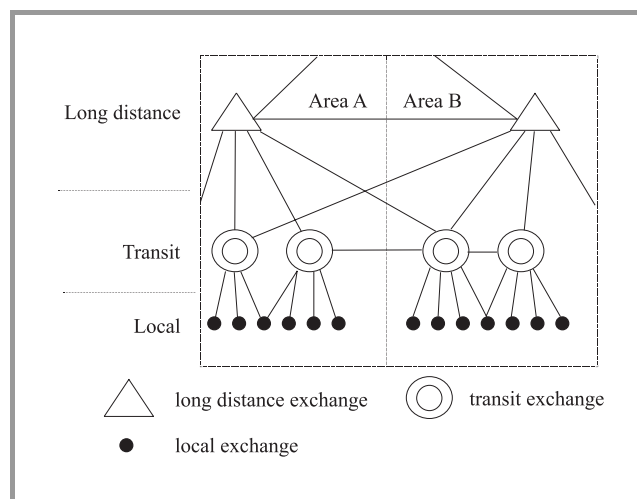 Long distance
Area A
Area B
Transit
Local
long distance exchange
transit exchange
local exchange